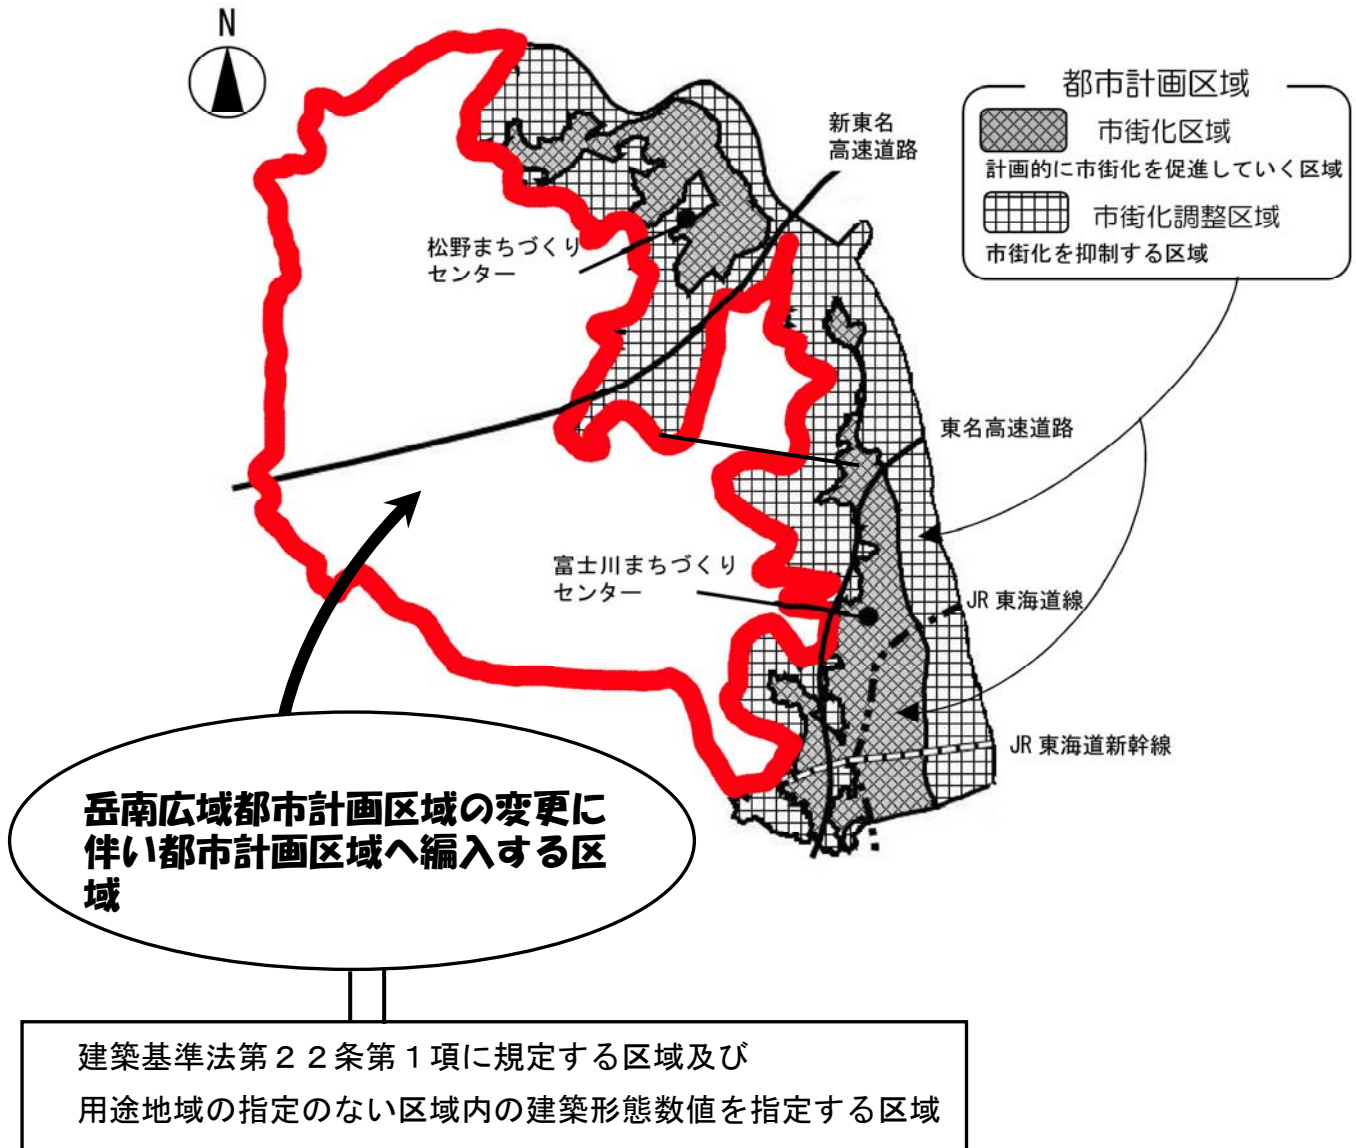 N
都市計画区域
市街化区域
計画的に市街化を促進していく区域
市街化調整区域
市街化を抑制する区域
新東名
高速道路
松野まちづくり
センター
東名高速道路
富士川まちづくり
センター
JR 東海道線
JR 東海道新幹線
岳南広域都市計画区域の変更に
伴い都市計画区域へ編入する区
域
建築基準法第２２条第１項に規定する区域及び
用途地域の指定のない区域内の建築形態数値を指定する区域